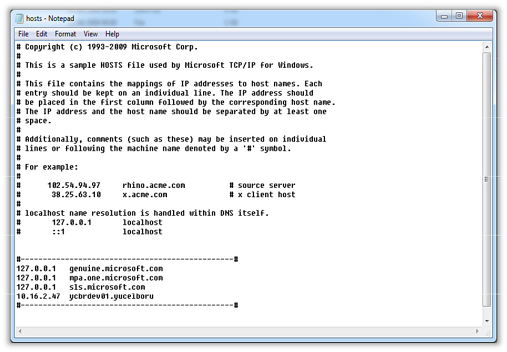 hosts - Notepad
File Edit Format View Help
# Copyright (c) 1993-2009 Microsoft Corp.
#
# This is a sample HOSTS file used by Microsoft TCP/IP for Windows.
#
# This file contains the mappings of IP addresses to host names. Each
# entry should be kept on an individual line. The IP address should
# be placed in the first column followed by the corresponding host name.
# The IP address and the host name should be separated by at least one
# space.
#
# Additionally, comments (such as these) may be inserted on individual
# lines or following the machine name denoted by a '#' symbol.
#
# For example:
#
#      102.54.94.97     rhino.acme.com          # source server
#       38.25.63.10     x.acme.com              # x client host
#
# localhost name resolution is handled within DNS itself.
#       127.0.0.1       localhost
#       ::1             localhost
#-----------------------------------------------#
127.0.0.1   genuine.microsoft.com
127.0.0.1   mpa.one.microsoft.com
127.0.0.1   sls.microsoft.com
10.16.2.47  ycbrdev01.yucelboru
#-----------------------------------------------#